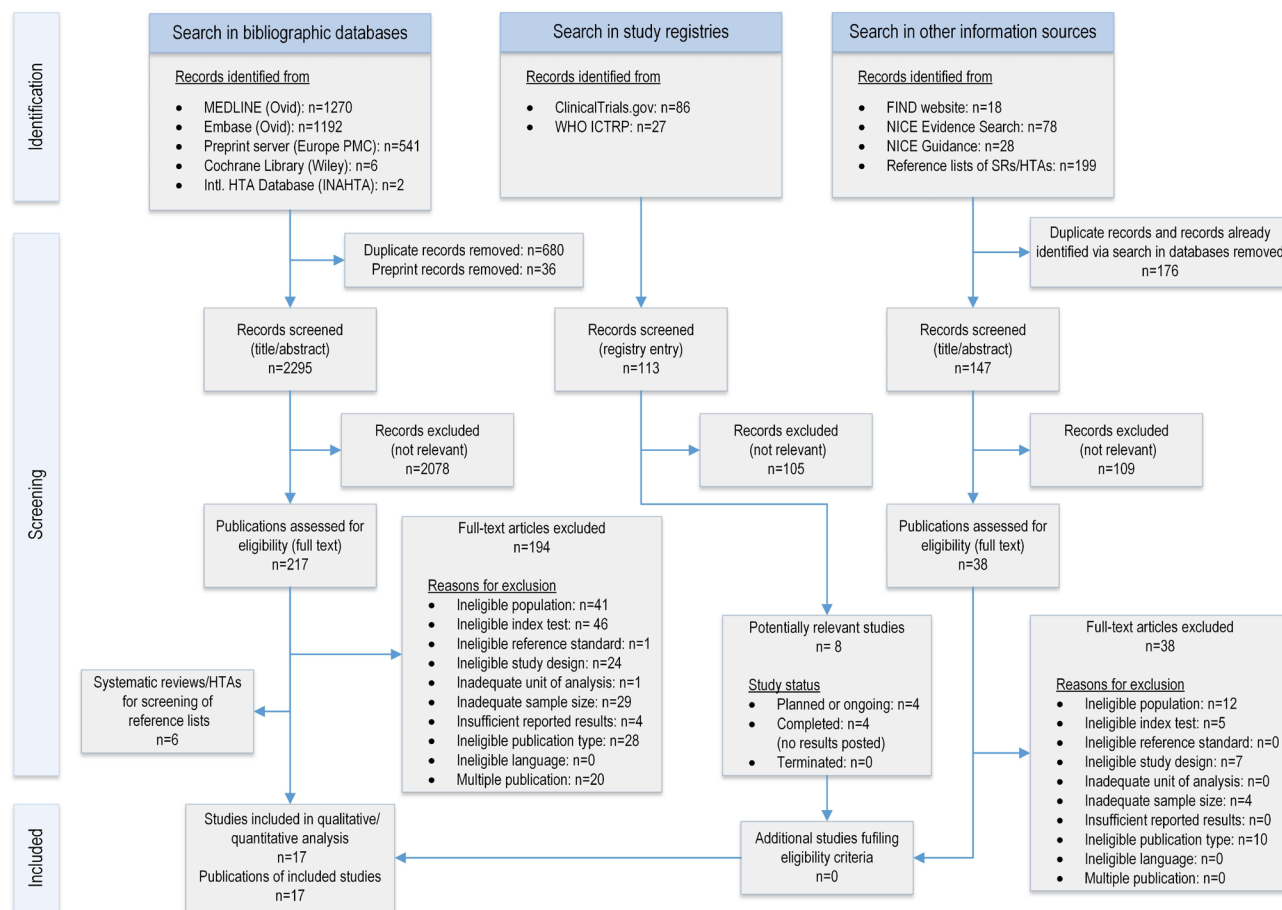 Identification
Search in bibliographic databases
Records identified from
• MEDLINE (Ovid): n=1270
• Embase (Ovid): n=1192
• Preprint server (Europe PMC): n=541
• Cochrane Library (Wiley): n=6
• Intl. HTA Database (INAHTA): n=2
Search in study registries
Records identified from
• ClinicalTrials.gov: n=86
• WHO ICTRP: n=27
Search in other information sources
Records identified from
• FIND website: n=18
• NICE Evidence Search: n=78
• NICE Guidance: n=28
• Reference lists of SRs/HTAs: n=199
Screening
Duplicate records removed: n=680
Preprint records removed: n=36
Duplicate records and records already
identified via search in databases removed
n=176
Records screened
(title/abstract)
n=2295
Records screened
(registry entry)
n=113
Records screened
(title/abstract)
n=147
Records excluded
(not relevant)
n=2078
Records excluded
(not relevant)
n=105
Records excluded
(not relevant)
n=109
Publications assessed for
eligibility (full text)
n=217
Full-text articles excluded
n=194
Reasons for exclusion
• Ineligible population: n=41
• Ineligible index test: n= 46
• Ineligible reference standard: n=1
• Ineligible study design: n=24
• Inadequate unit of analysis: n=1
• Inadequate sample size: n=29
• Insufficient reported results: n=4
• Ineligible publication type: n=28
• Ineligible language: n=0
• Multiple publication: n=20
Publications assessed for
eligibility (full text)
n=38
Potentially relevant studies
n= 8
Study status
• Planned or ongoing: n=4
• Completed: n=4
(no results posted)
• Terminated: n=0
Full-text articles excluded
n=38
Reasons for exclusion
• Ineligible population: n=12
• Ineligible index test: n=5
• Ineligible reference standard: n=0
• Ineligible study design: n=7
• Inadequate unit of analysis: n=0
• Inadequate sample size: n=4
• Insufficient reported results: n=0
• Ineligible publication type: n=10
• Ineligible language: n=0
• Multiple publication: n=0
Systematic reviews/HTAs
for screening of
reference lists
n=6
Included
Studies included in qualitative/
quantitative analysis
n=17
Publications of included studies
n=17
Additional studies fufiling
eligibility criteria
n=0